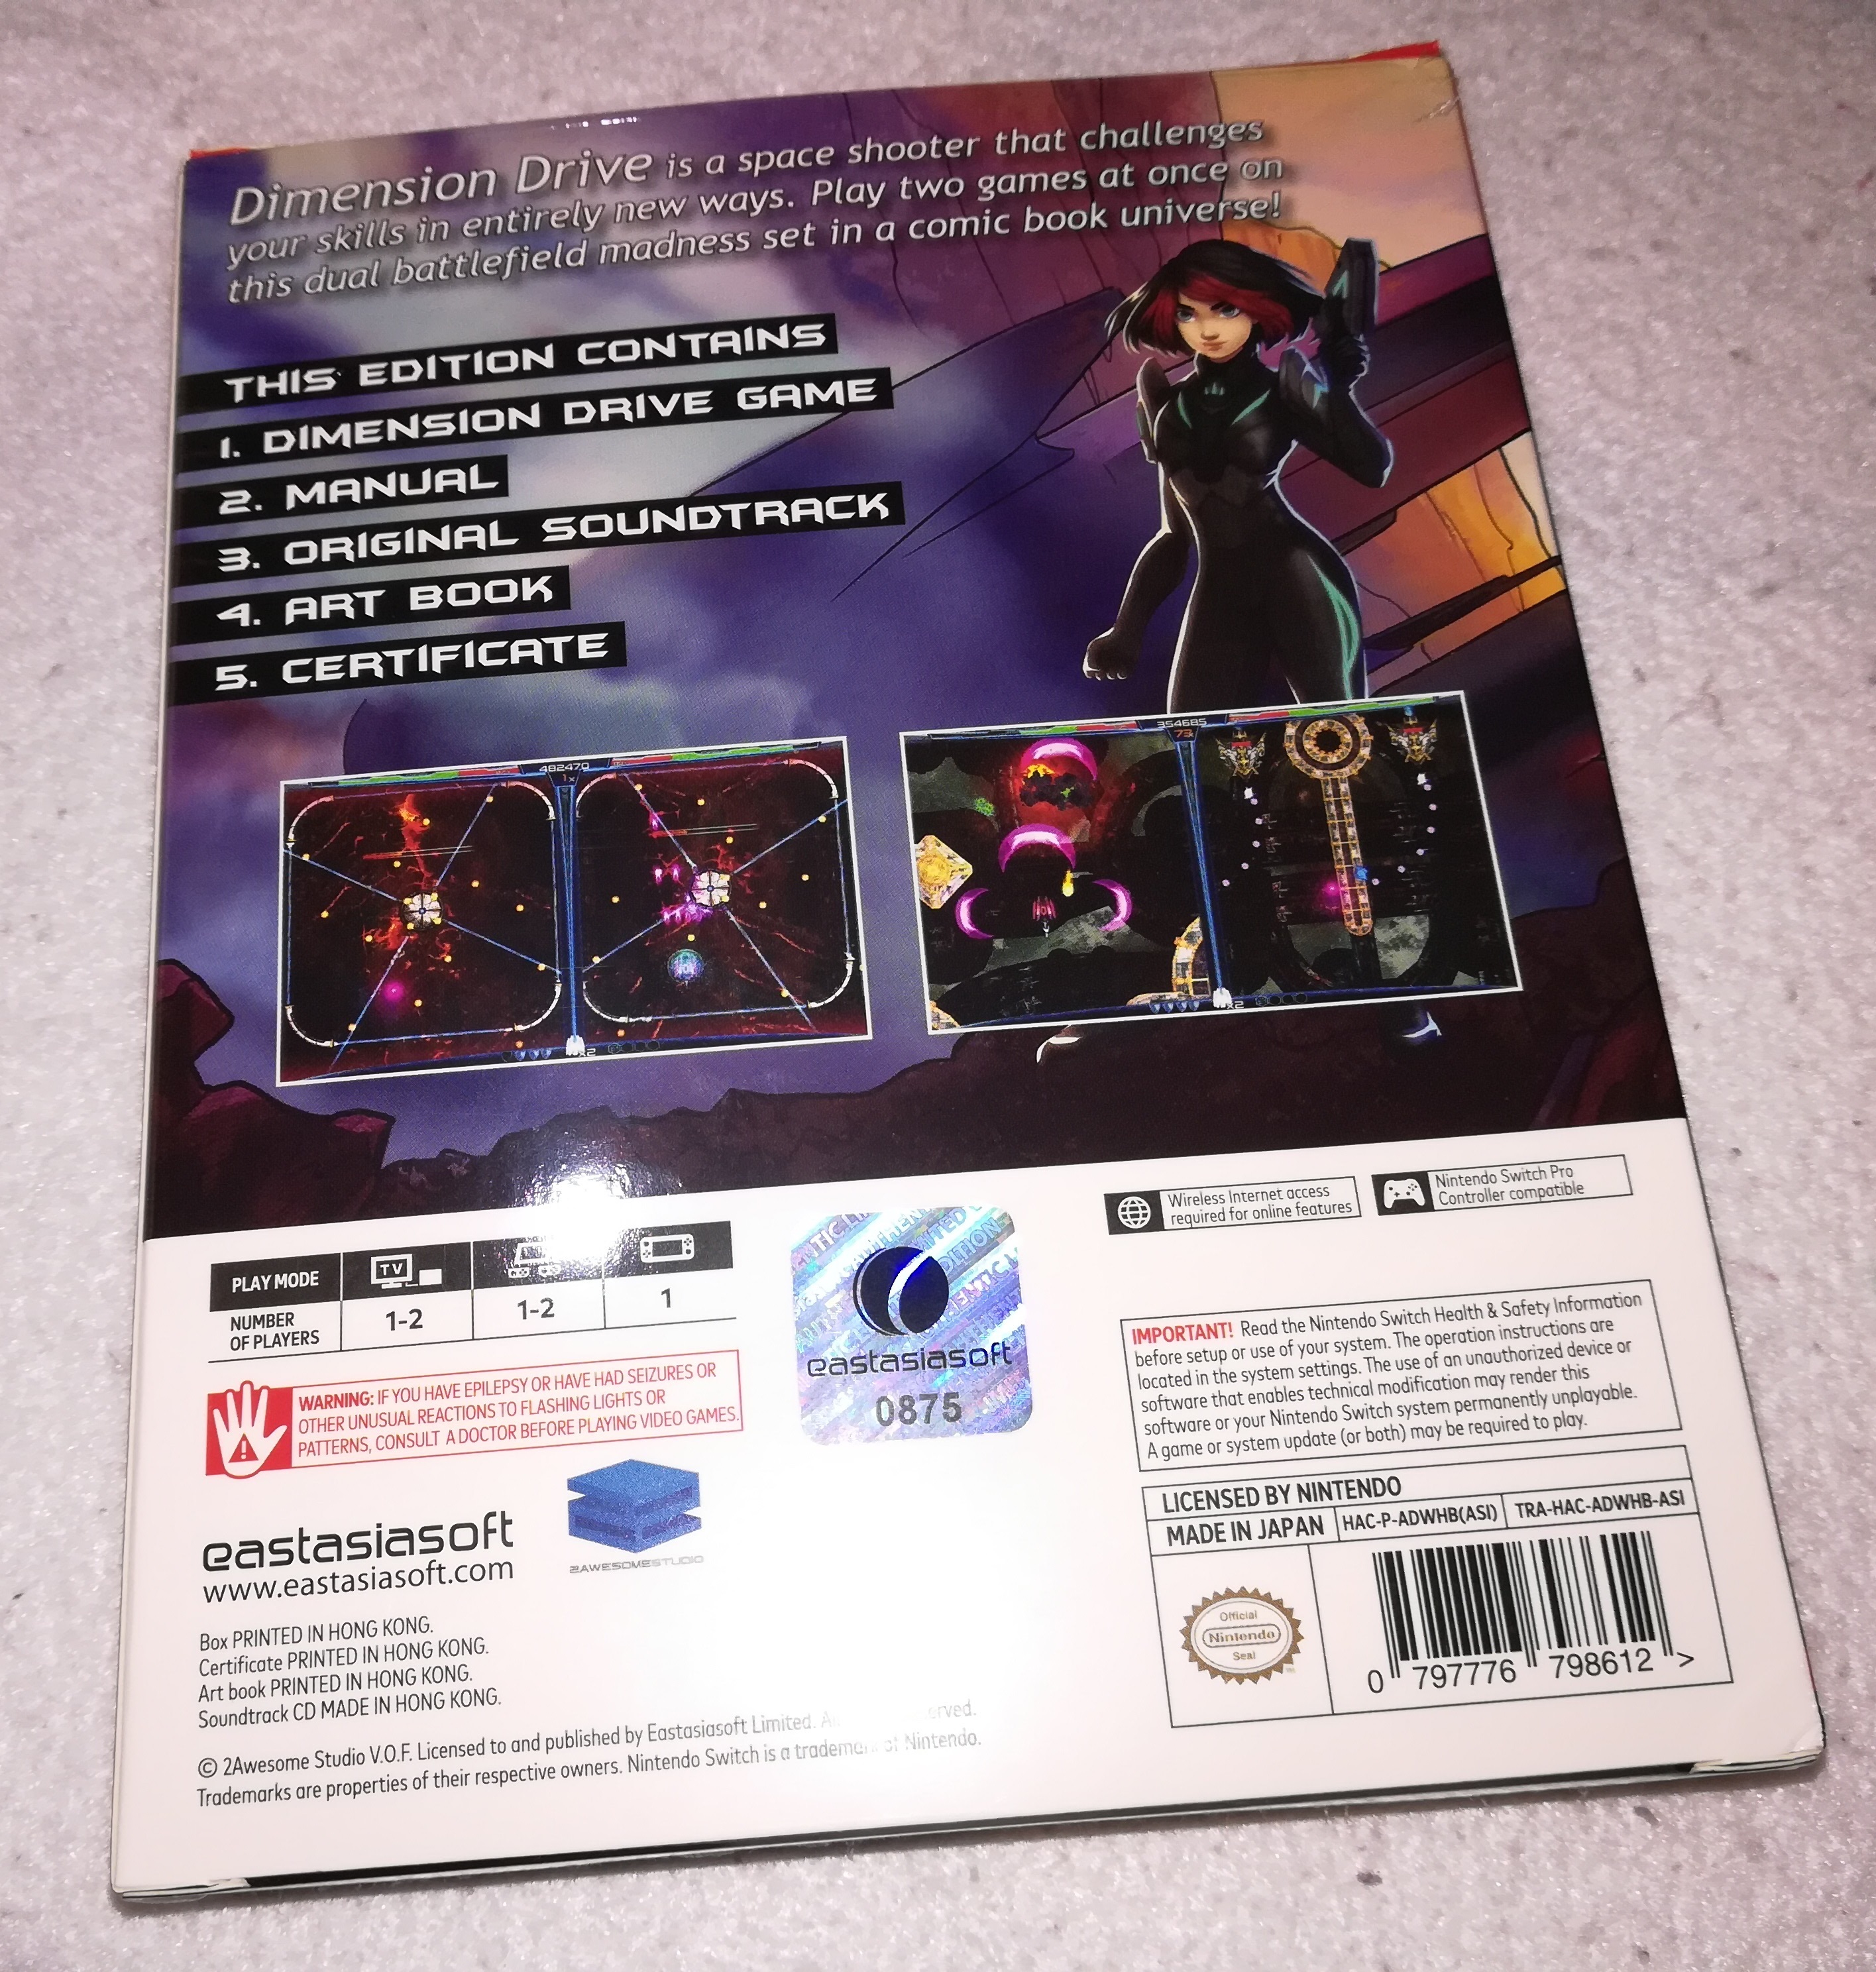 Dimension Drive is a space shooter that challenges
your skills in entirely new ways. Play two games at once on
this dual battlefield madness set in a comic book universe!
THIS EDITION CONTAINS
1. DIMENSION DRIVE GAME
2. MANUAL
3. ORIGINAL SOUNDTRACK
4. ART BOOK
5. CERTIFICATE
482470
1x
x2
354685
73x
x2
Wireless Internet access
required for online features
Nintendo Switch Pro
Controller compatible
PLAY MODE
TV
NUMBER
OF PLAYERS
1-2
1-2
1
LIMITED EDITION
eastasiasoft
0875
WARNING: IF YOU HAVE EPILEPSY OR HAVE HAD SEIZURES OR
OTHER UNUSUAL REACTIONS TO FLASHING LIGHTS OR
PATTERNS, CONSULT A DOCTOR BEFORE PLAYING VIDEO GAMES.
IMPORTANT! Read the Nintendo Switch Health & Safety Information
before setup or use of your system. The operation instructions are
located in the system settings. The use of an unauthorized device or
software that enables technical modification may render this
software or your Nintendo Switch system permanently unplayable.
A game or system update (or both) may be required to play.
LICENSED BY NINTENDO
MADE IN JAPAN HAC-P-ADWHB(ASI) TRA-HAC-ADWHB-ASI
Official
Nintendo
Seal
TM
0 797776 798612 >
eastasiasoft
www.eastasiasoft.com
2AWESOMESTUDIO
Box PRINTED IN HONG KONG.
Certificate PRINTED IN HONG KONG.
Art book PRINTED IN HONG KONG.
Soundtrack CD MADE IN HONG KONG.
© 2Awesome Studio V.O.F. Licensed to and published by Eastasiasoft Limited.
Trademarks are properties of their respective owners. Nintendo Switch is a trademark of Nintendo.